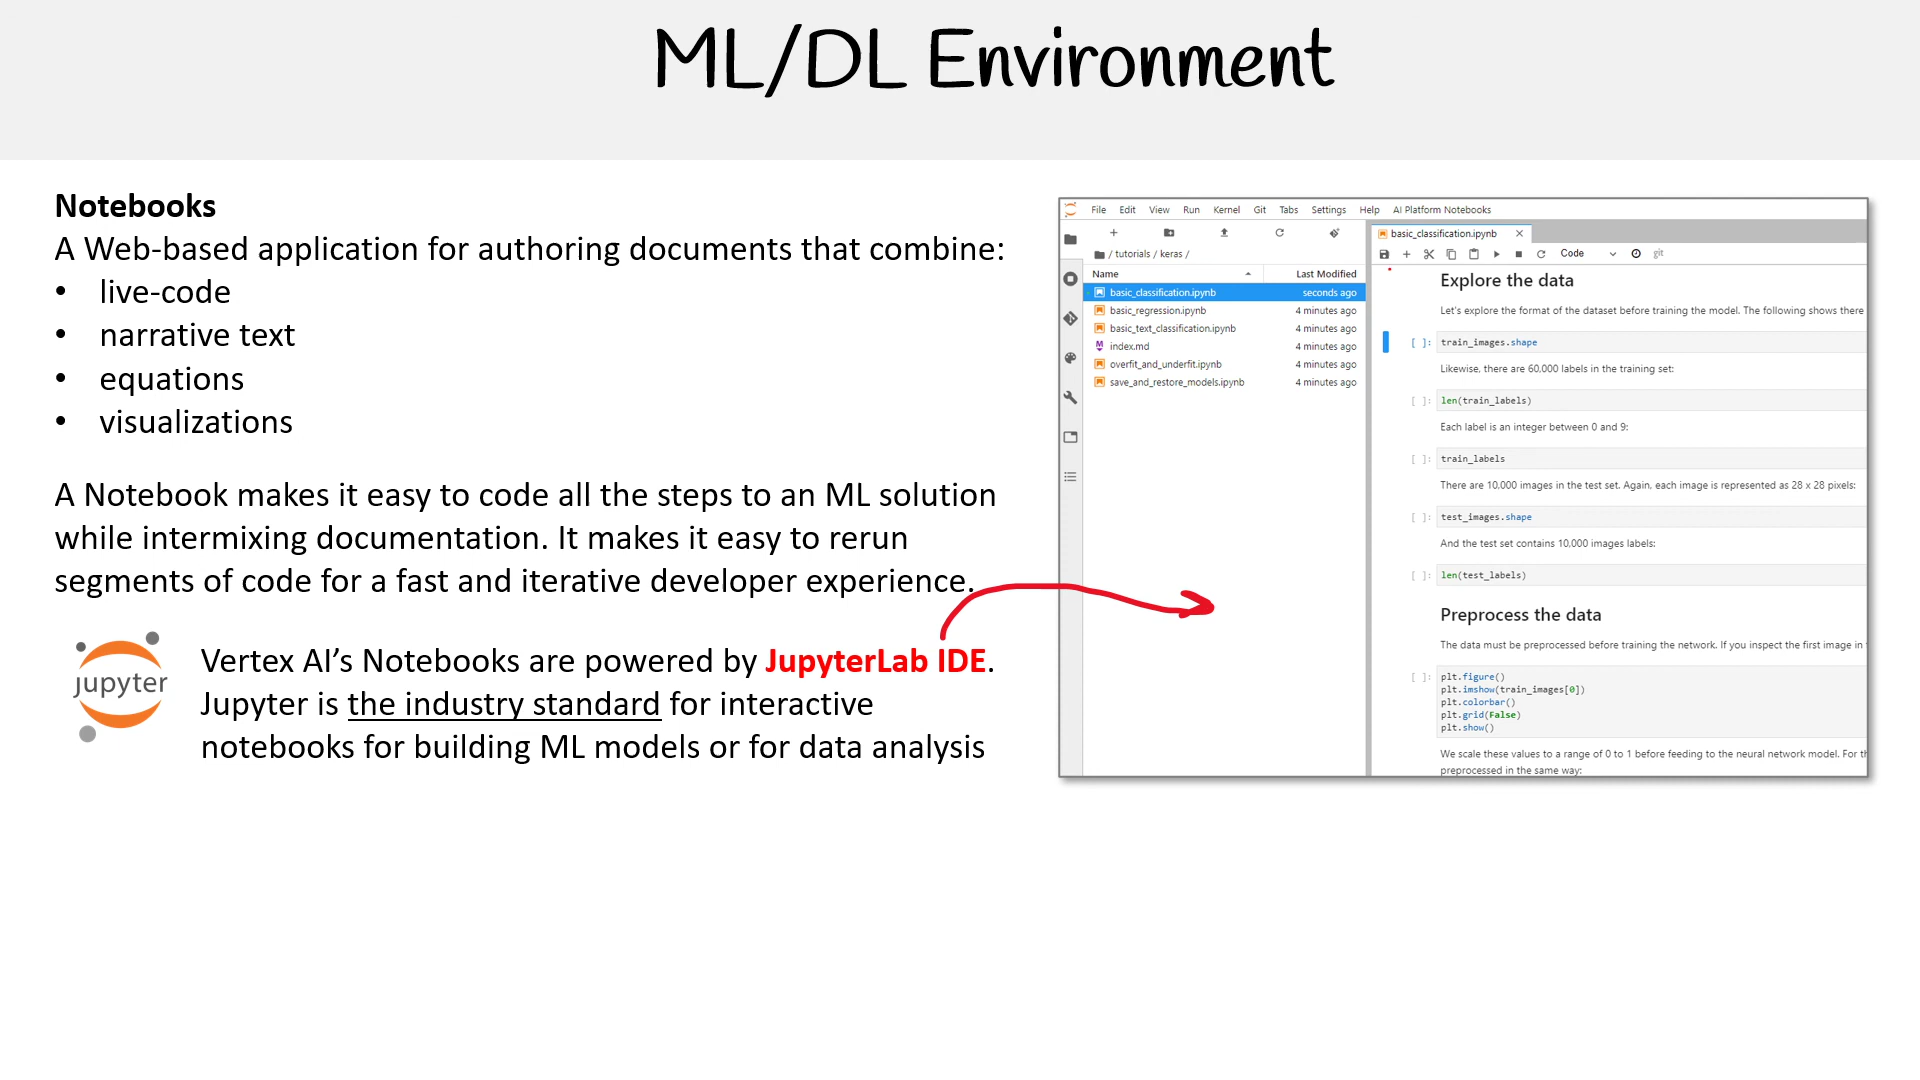 ML/DL Environment
Notebooks
A Web-based application for authoring documents that combine:
• live-code
• narrative text
• equations
• visualizations
A Notebook makes it easy to code all the steps to an ML solution
while intermixing documentation. It makes it easy to rerun
segments of code for a fast and iterative developer experience.
jupyter
Vertex AI's Notebooks are powered by JupyterLab IDE.
Jupyter is the industry standard for interactive
notebooks for building ML models or for data analysis
File Edit View Run Kernel Git Tabs Settings Help AI Platform Notebooks
/ tutorials / keras /
Name Last Modified
basic_classification.ipynb seconds ago
basic_regression.ipynb 4 minutes ago
basic_text_classification.ipynb 4 minutes ago
index.md 4 minutes ago
overfit_and_underfit.ipynb 4 minutes ago
save_and_restore_models.ipynb 4 minutes ago
basic_classification.ipynb
Code git
Explore the data
Let's explore the format of the dataset before training the model. The following shows there
[ ]: train_images.shape
Likewise, there are 60,000 labels in the training set:
[ ]: len(train_labels)
Each label is an integer between 0 and 9:
[ ]: train_labels
There are 10,000 images in the test set. Again, each image is represented as 28 x 28 pixels:
[ ]: test_images.shape
And the test set contains 10,000 images labels:
[ ]: len(test_labels)
Preprocess the data
The data must be preprocessed before training the network. If you inspect the first image in
[ ]: plt.figure()
plt.imshow(train_images[0])
plt.colorbar()
plt.grid(False)
plt.show()
We scale these values to a range of 0 to 1 before feeding to the neural network model. For th
preprocessed in the same way: